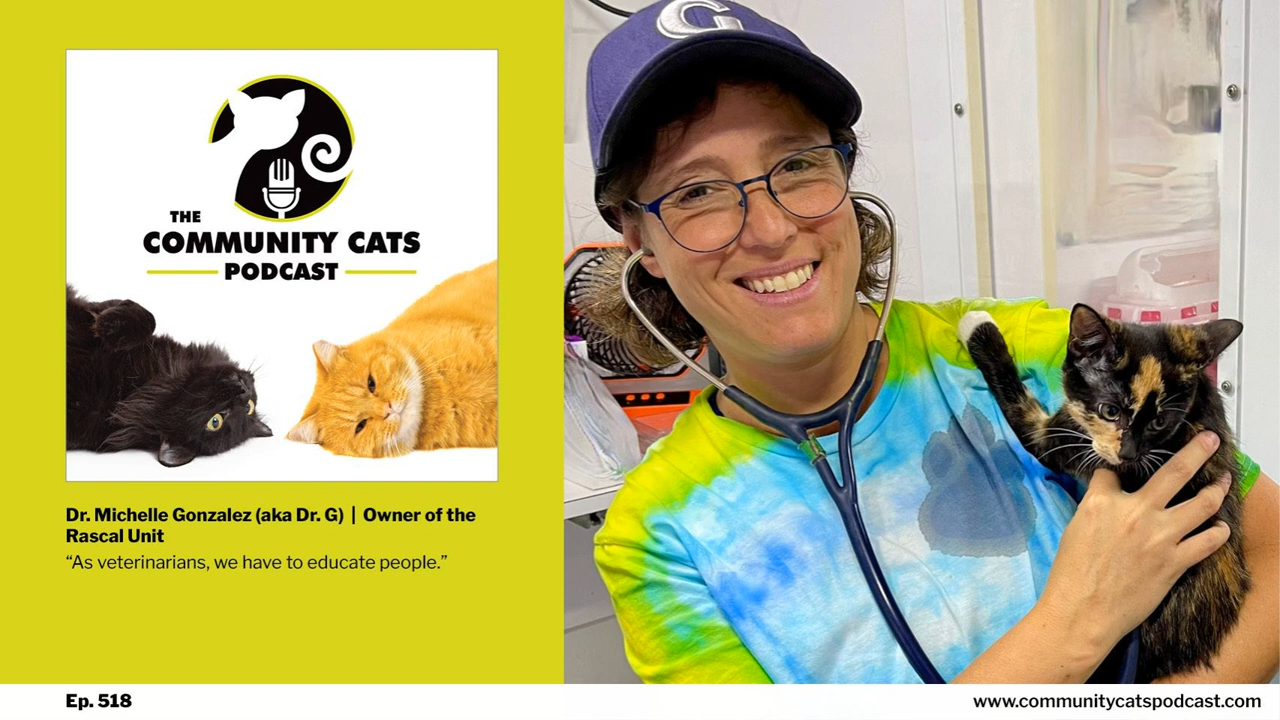 THE
COMMUNITY CATS
PODCAST
Dr. Michelle Gonzalez (aka Dr. G) | Owner of the
Rascal Unit
“As veterinarians, we have to educate people.”
Ep. 518
G
www.communitycatspodcast.com